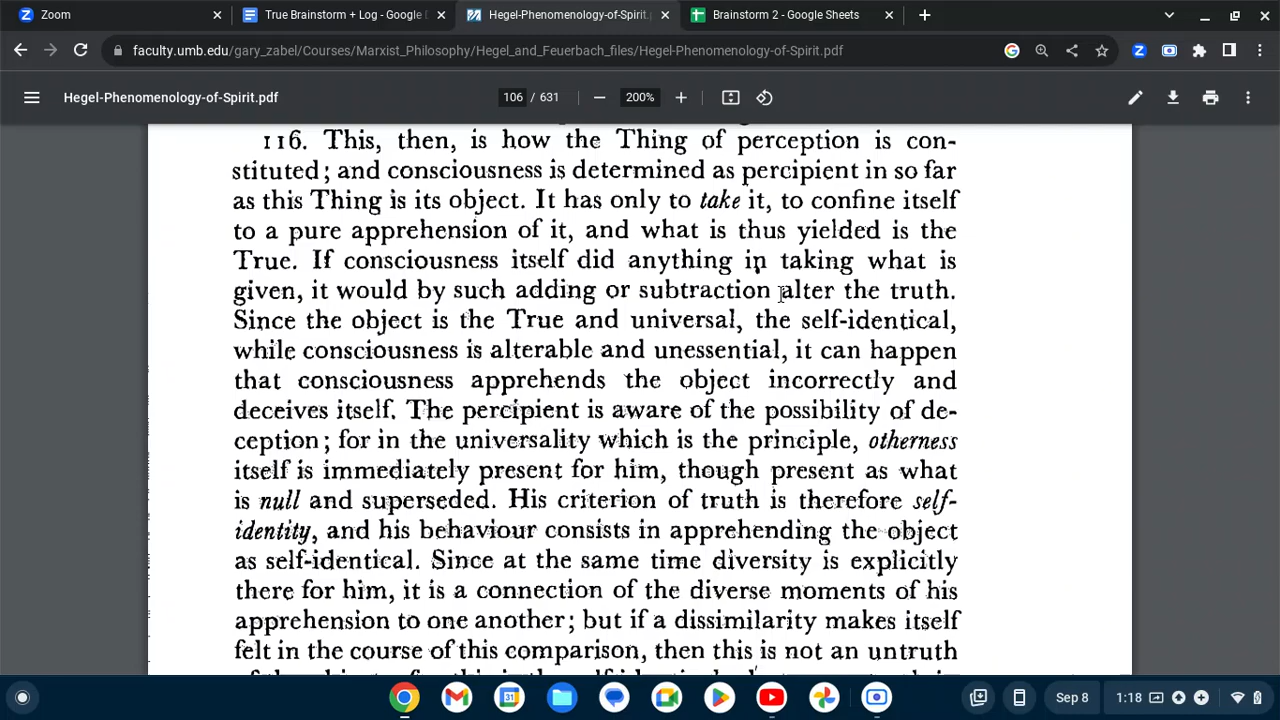 Zoom
True Brainstorm + Log - Google D
Hegel-Phenomenology-of-Spirit.p
Brainstorm 2 - Google Sheets
faculty.umb.edu/gary_zabel/Courses/Marxist_Philosophy/Hegel_and_Feuerbach_files/Hegel-Phenomenology-of-Spirit.pdf
Hegel-Phenomenology-of-Spirit.pdf
106 / 631
200%
116. This, then, is how the Thing of perception is con-
stituted; and consciousness is determined as percipient in so far
as this Thing is its object. It has only to take it, to confine itself
to a pure apprehension of it, and what is thus yielded is the
True. If consciousness itself did anything in taking what is
given, it would by such adding or subtraction alter the truth.
Since the object is the True and universal, the self-identical,
while consciousness is alterable and unessential, it can happen
that consciousness apprehends the object incorrectly and
deceives itself. The percipient is aware of the possibility of de-
ception; for in the universality which is the principle, otherness
itself is immediately present for him, though present as what
is null and superseded. His criterion of truth is therefore self-
identity, and his behaviour consists in apprehending the object
as self-identical. Since at the same time diversity is explicitly
there for him, it is a connection of the diverse moments of his
apprehension to one another; but if a dissimilarity makes itself
felt in the course of this comparison, then this is not an untruth
Sep 8
1:18